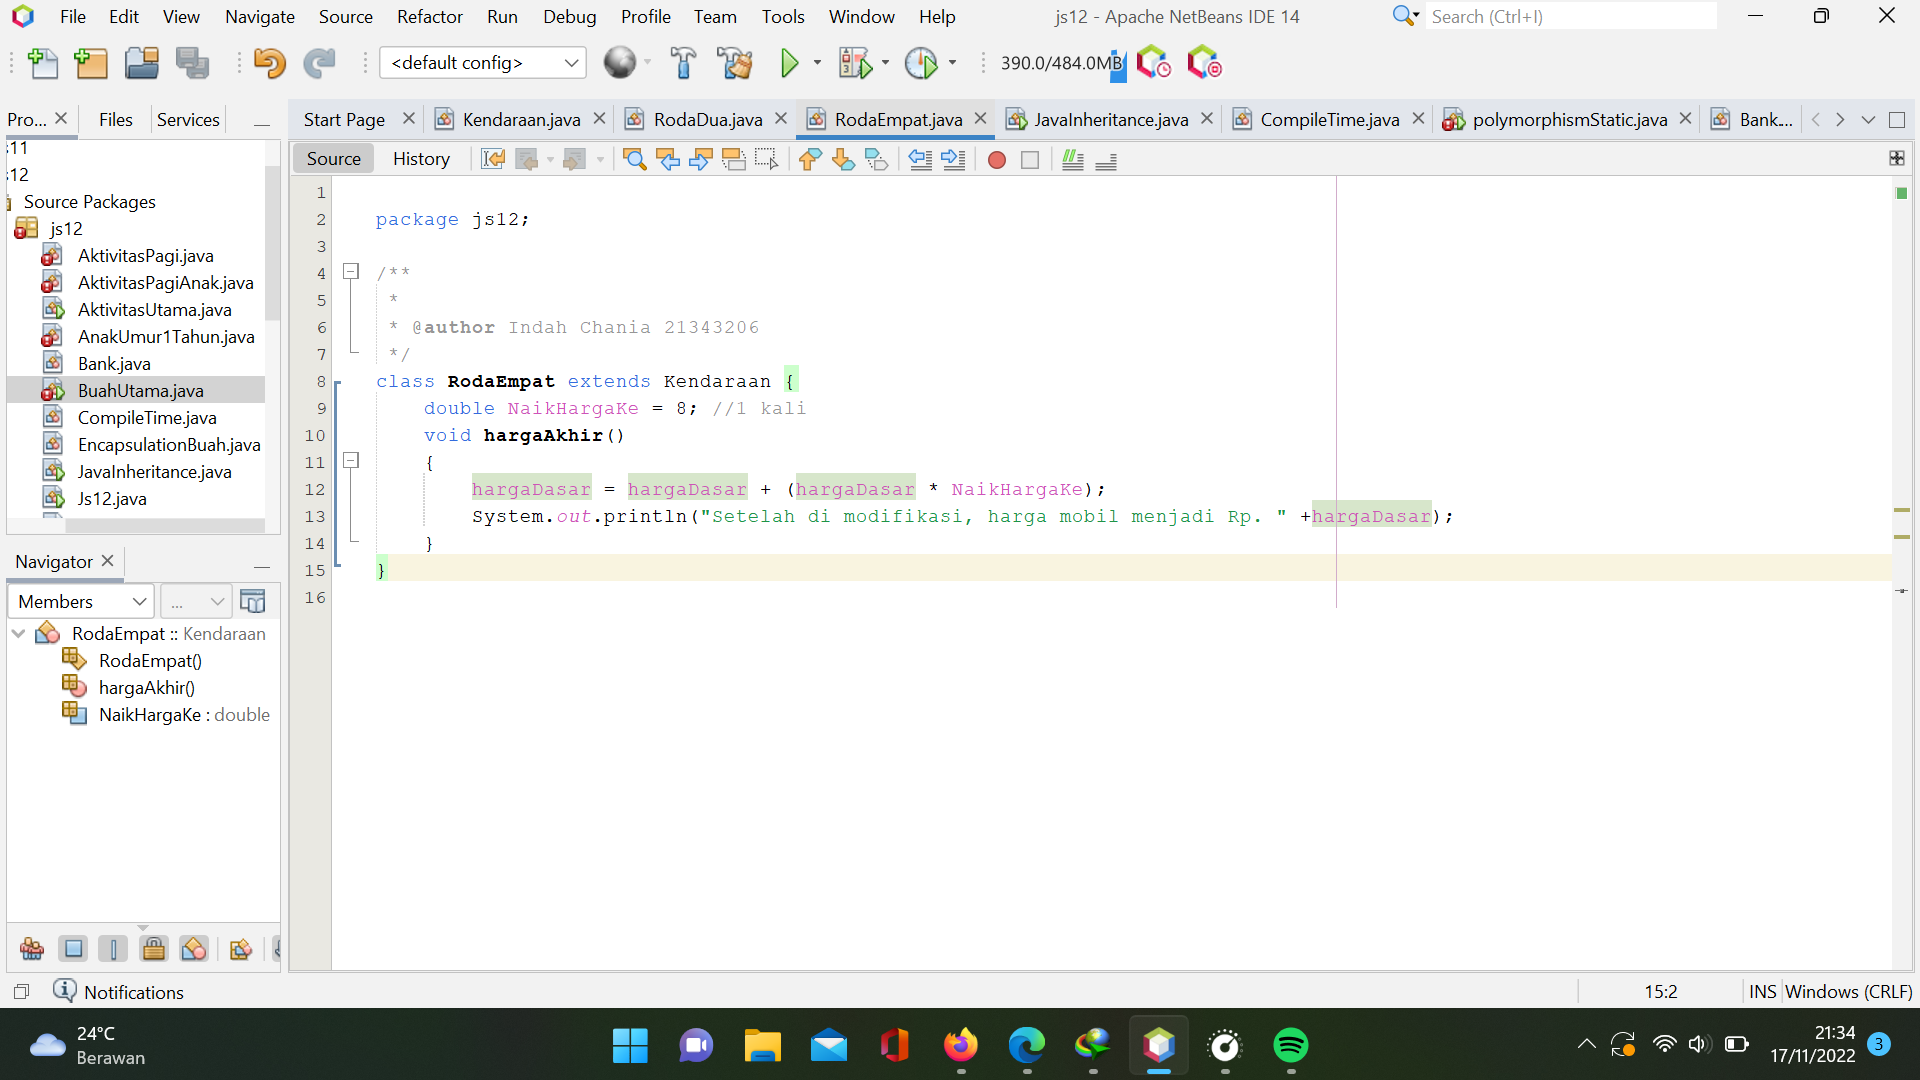 File Edit View Navigate Source Refactor Run Debug Profile Team Tools Window Help
js12 - Apache NetBeans IDE 14
Search (Ctrl+I)
<default config>
390.0/484.0MB
Pro... Files Services
Start Page Kendaraan.java RodaDua.java RodaEmpat.java JavaInheritance.java CompileTime.java polymorphismStatic.java Bank....
Source History
12
Source Packages
js12
AktivitasPagi.java
AktivitasPagiAnak.java
AktivitasUtama.java
AnakUmur1Tahun.java
Bank.java
BuahUtama.java
CompileTime.java
EncapsulationBuah.java
JavaInheritance.java
Js12.java
Navigator
Members
...
RodaEmpat :: Kendaraan
RodaEmpat()
hargaAkhir()
NaikHargaKe : double
1
2 package js12;
3
4 /**
5 *
6 * @author Indah Chania 21343206
7 */
8 class RodaEmpat extends Kendaraan {
9 double NaikHargaKe = 8; //1 kali
10 void hargaAkhir()
11 {
12 hargaDasar = hargaDasar + (hargaDasar * NaikHargaKe);
13 System.out.println("Setelah di modifikasi, harga mobil menjadi Rp. " +hargaDasar);
14 }
15 }
16
Notifications
15:2 INS Windows (CRLF)
24°C
Berawan
21:34
17/11/2022
3